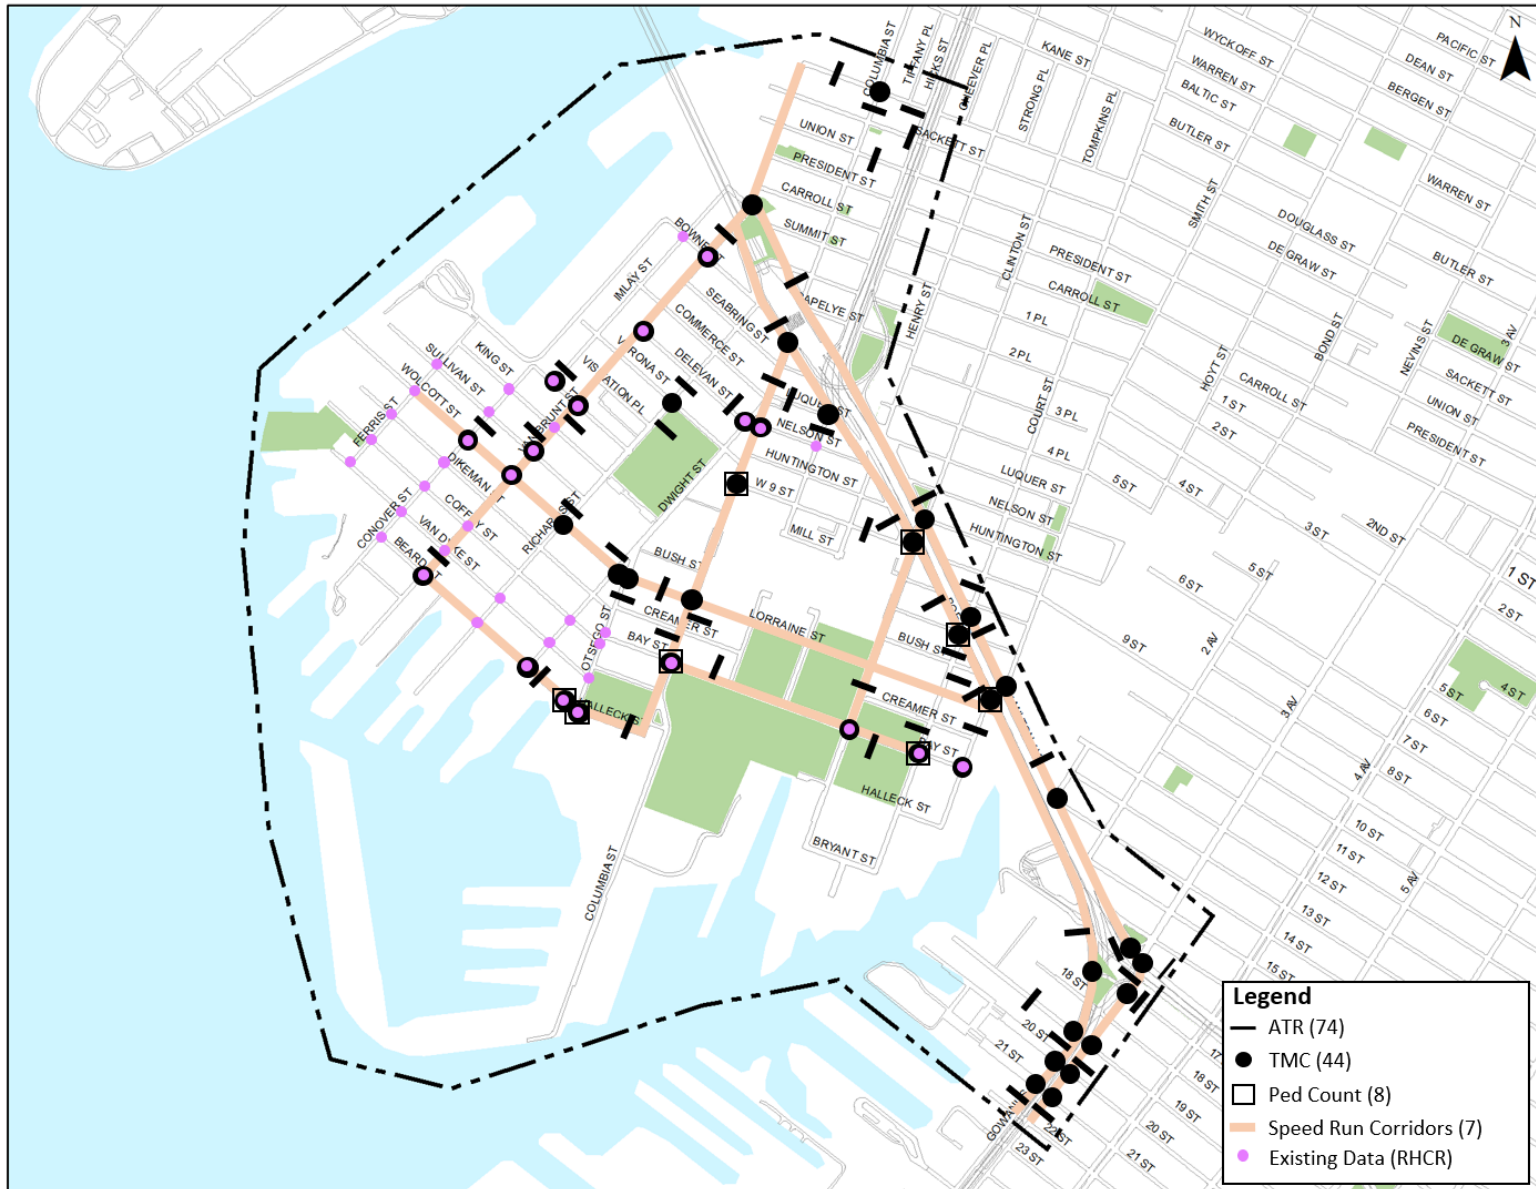 N
COLUMBIA ST
TIFFANY PL
HICKS ST
CHEEVER PL
KANE ST
STRONG PL
TOMPKINS PL
WYCKOFF ST
WARREN ST
BALTIC ST
BUTLER ST
PACIFIC ST
DEAN ST
BERGEN ST
WARREN ST
UNION ST
SACKETT ST
PRESIDENT ST
CARROLL ST
SUMMIT ST
CLINTON ST
SMITH ST
DOUGLASS ST
DE GRAW ST
BUTLER ST
PRESIDENT ST
CARROLL ST
IMLAY ST
SEABRING ST
HENRY ST
1 PL
2 PL
BOND ST
NEVINS ST
3 AV
DE GRAW ST
SACKETT ST
UNION ST
PRESIDENT ST
COMMERCE ST
DELEVAN ST
KING ST
SULLIVAN ST
WOLCOTT ST
FERRIS ST
VAN BRUNT ST
HOYT ST
CARROLL ST
1 ST
2 ST
COURT ST
3 PL
4 PL
LUQUER ST
NELSON ST
HUNTINGTON ST
W 9 ST
MILL ST
DWIGHT ST
DIKEMAN ST
COFFEY ST
CONOVER ST
VAN DYKE ST
BEARD ST
RICHARDS ST
LUQUER ST
NELSON ST
HUNTINGTON ST
5 ST
4 ST
3 ST
2ND ST
5 ST
6 ST
1 ST
2 ST
BUSH ST
CREAMER ST
BAY ST
OTSEGO ST
LORRAINE ST
BUSH ST
9 ST
2 AV
3 AV
4 ST
5 ST
6 ST
7 ST
8 ST
4 AV
HALLECK ST
CREAMER ST
BAY ST
HALLECK ST
BRYANT ST
COLUMBIA ST
10 ST
11 ST
12 ST
5 AV
13 ST
14 ST
15 ST
18 ST
20 ST
21 ST
22 ST
23 ST
18 ST
19 ST
20 ST
21 ST
Legend
ATR (74)
TMC (44)
Ped Count (8)
Speed Run Corridors (7)
Existing Data (RHCR)